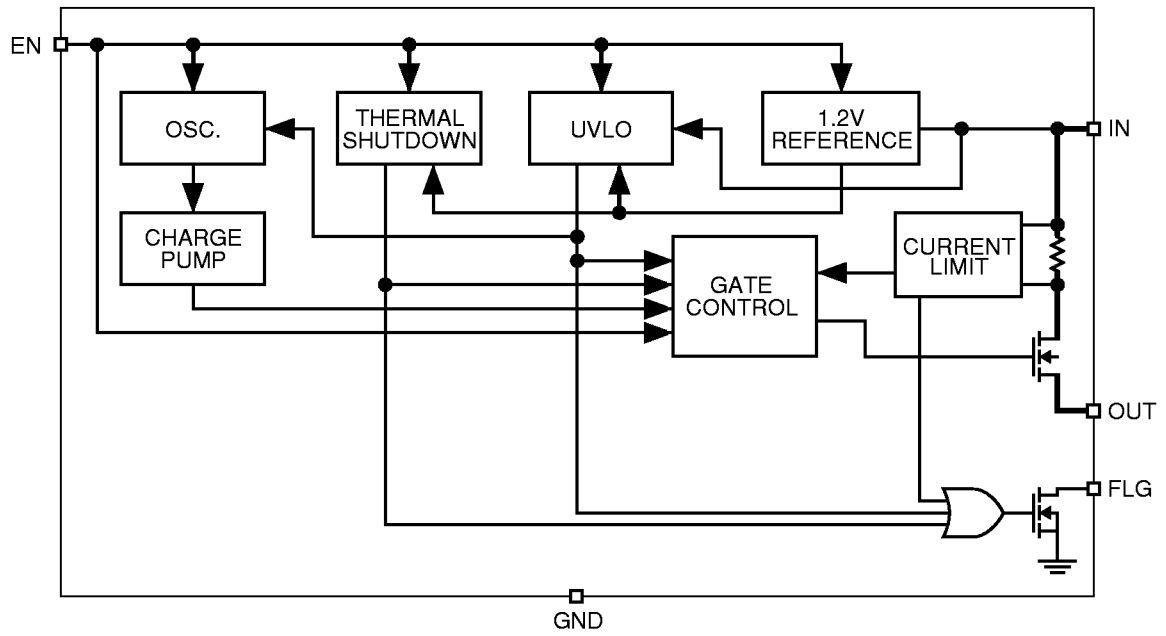 EN
OSC.
THERMAL
SHUTDOWN
UVLO
1.2V
REFERENCE
IN
CHARGE
PUMP
GATE
CONTROL
CURRENT
LIMIT
OUT
FLG
GND